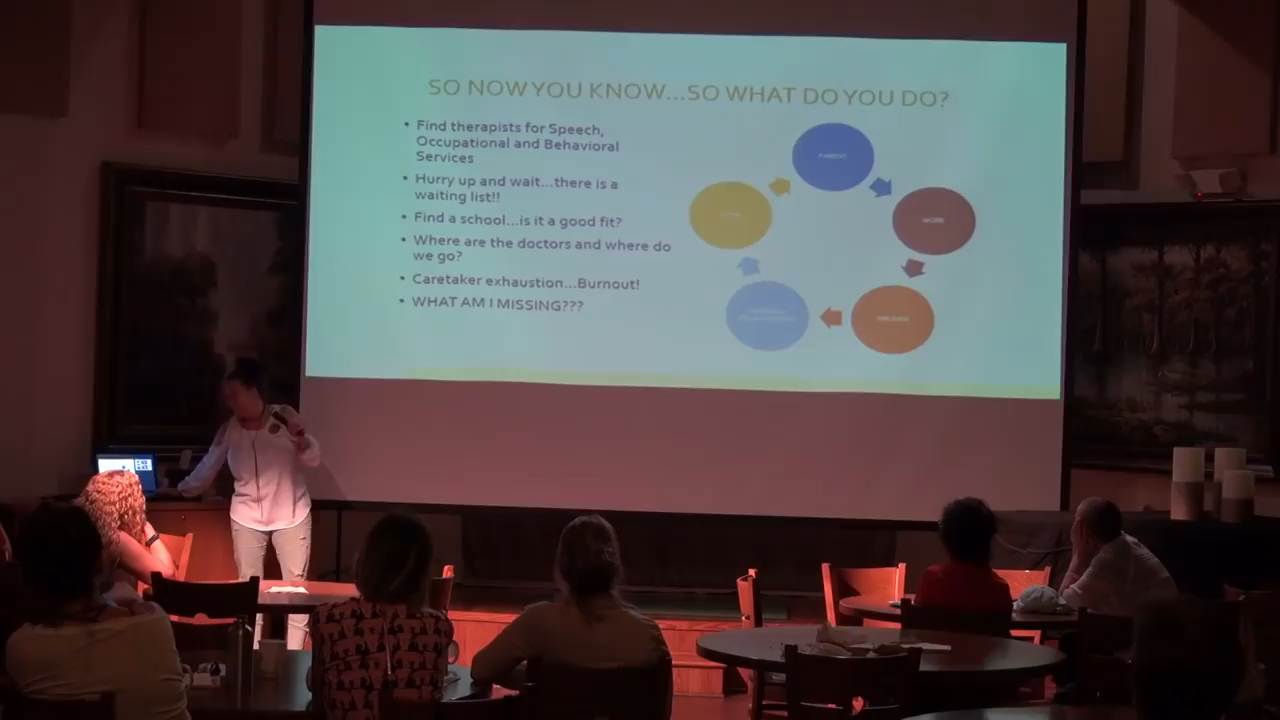 SO NOW YOU KNOW...SO WHAT DO YOU DO?
• Find therapists for Speech,
Occupational and Behavioral
Services
• Hurry up and wait...there is a
waiting list!!
• Find a school...is it a good fit?
• Where are the doctors and where do
we go?
• Caretaker exhaustion...Burnout!
• WHAT AM I MISSING???
PARENT
WORK